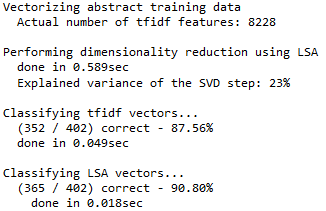 Vectorizing abstract training data
  Actual number of tfidf features: 8228
Performing dimensionality reduction using LSA
  done in 0.589sec
  Explained variance of the SVD step: 23%
Classifying tfidf vectors...
  (352 / 402) correct - 87.56%
  done in 0.049sec
Classifying LSA vectors...
  (365 / 402) correct - 90.80%
    done in 0.018sec